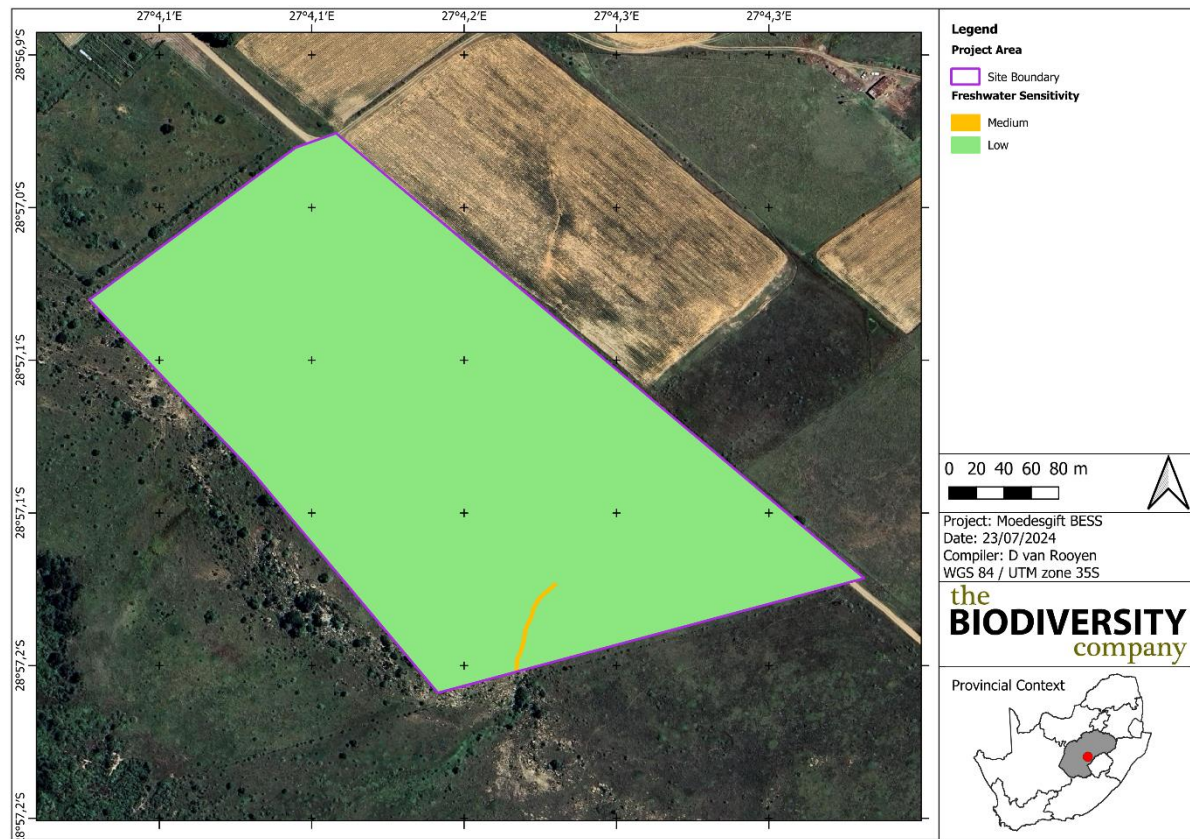 27°4,1'E 27°4,1'E 27°4,2'E 27°4,3'E 27°4,3'E
28°56,9'S
28°57,0'S
28°57,1'S
28°57,1'S
28°57,2'S
28°57,2'S
Legend
Project Area
Site Boundary
Freshwater Sensitivity
Medium
Low
0 20 40 60 80 m
Project: Moedesgift BESS
Date: 23/07/2024
Compiler: D van Rooyen
WGS 84 / UTM zone 35S
the
BIODIVERSITY
company
Provincial Context